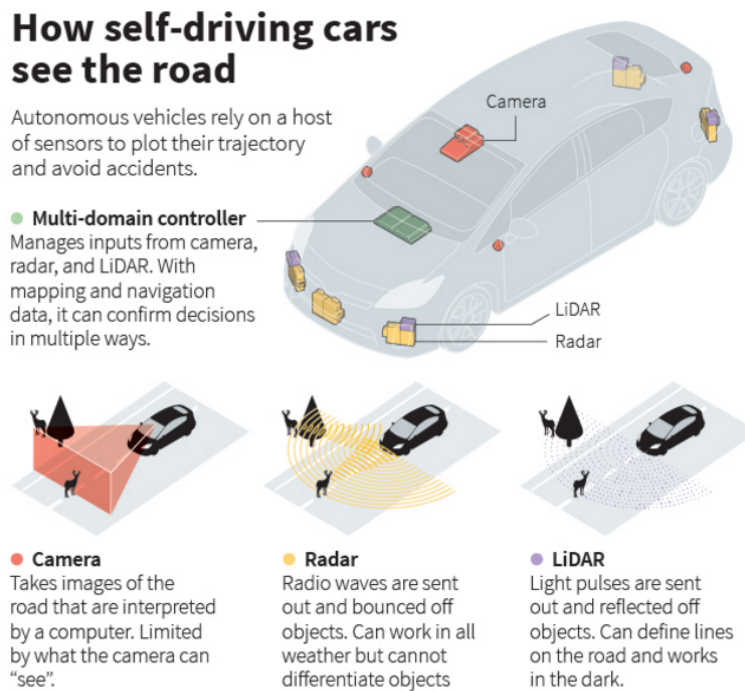 How self-driving cars
see the road
Autonomous vehicles rely on a host
of sensors to plot their trajectory
and avoid accidents.
Camera
Multi-domain controller
Manages inputs from camera,
radar, and LiDAR. With
mapping and navigation
data, it can confirm decisions
in multiple ways.
LiDAR
Radar
Camera
Takes images of the
road that are interpreted
by a computer. Limited
by what the camera can
“see”.
Radar
Radio waves are sent
out and bounced off
objects. Can work in all
weather but cannot
differentiate objects
LiDAR
Light pulses are sent
out and reflected off
objects. Can define lines
on the road and works
in the dark.